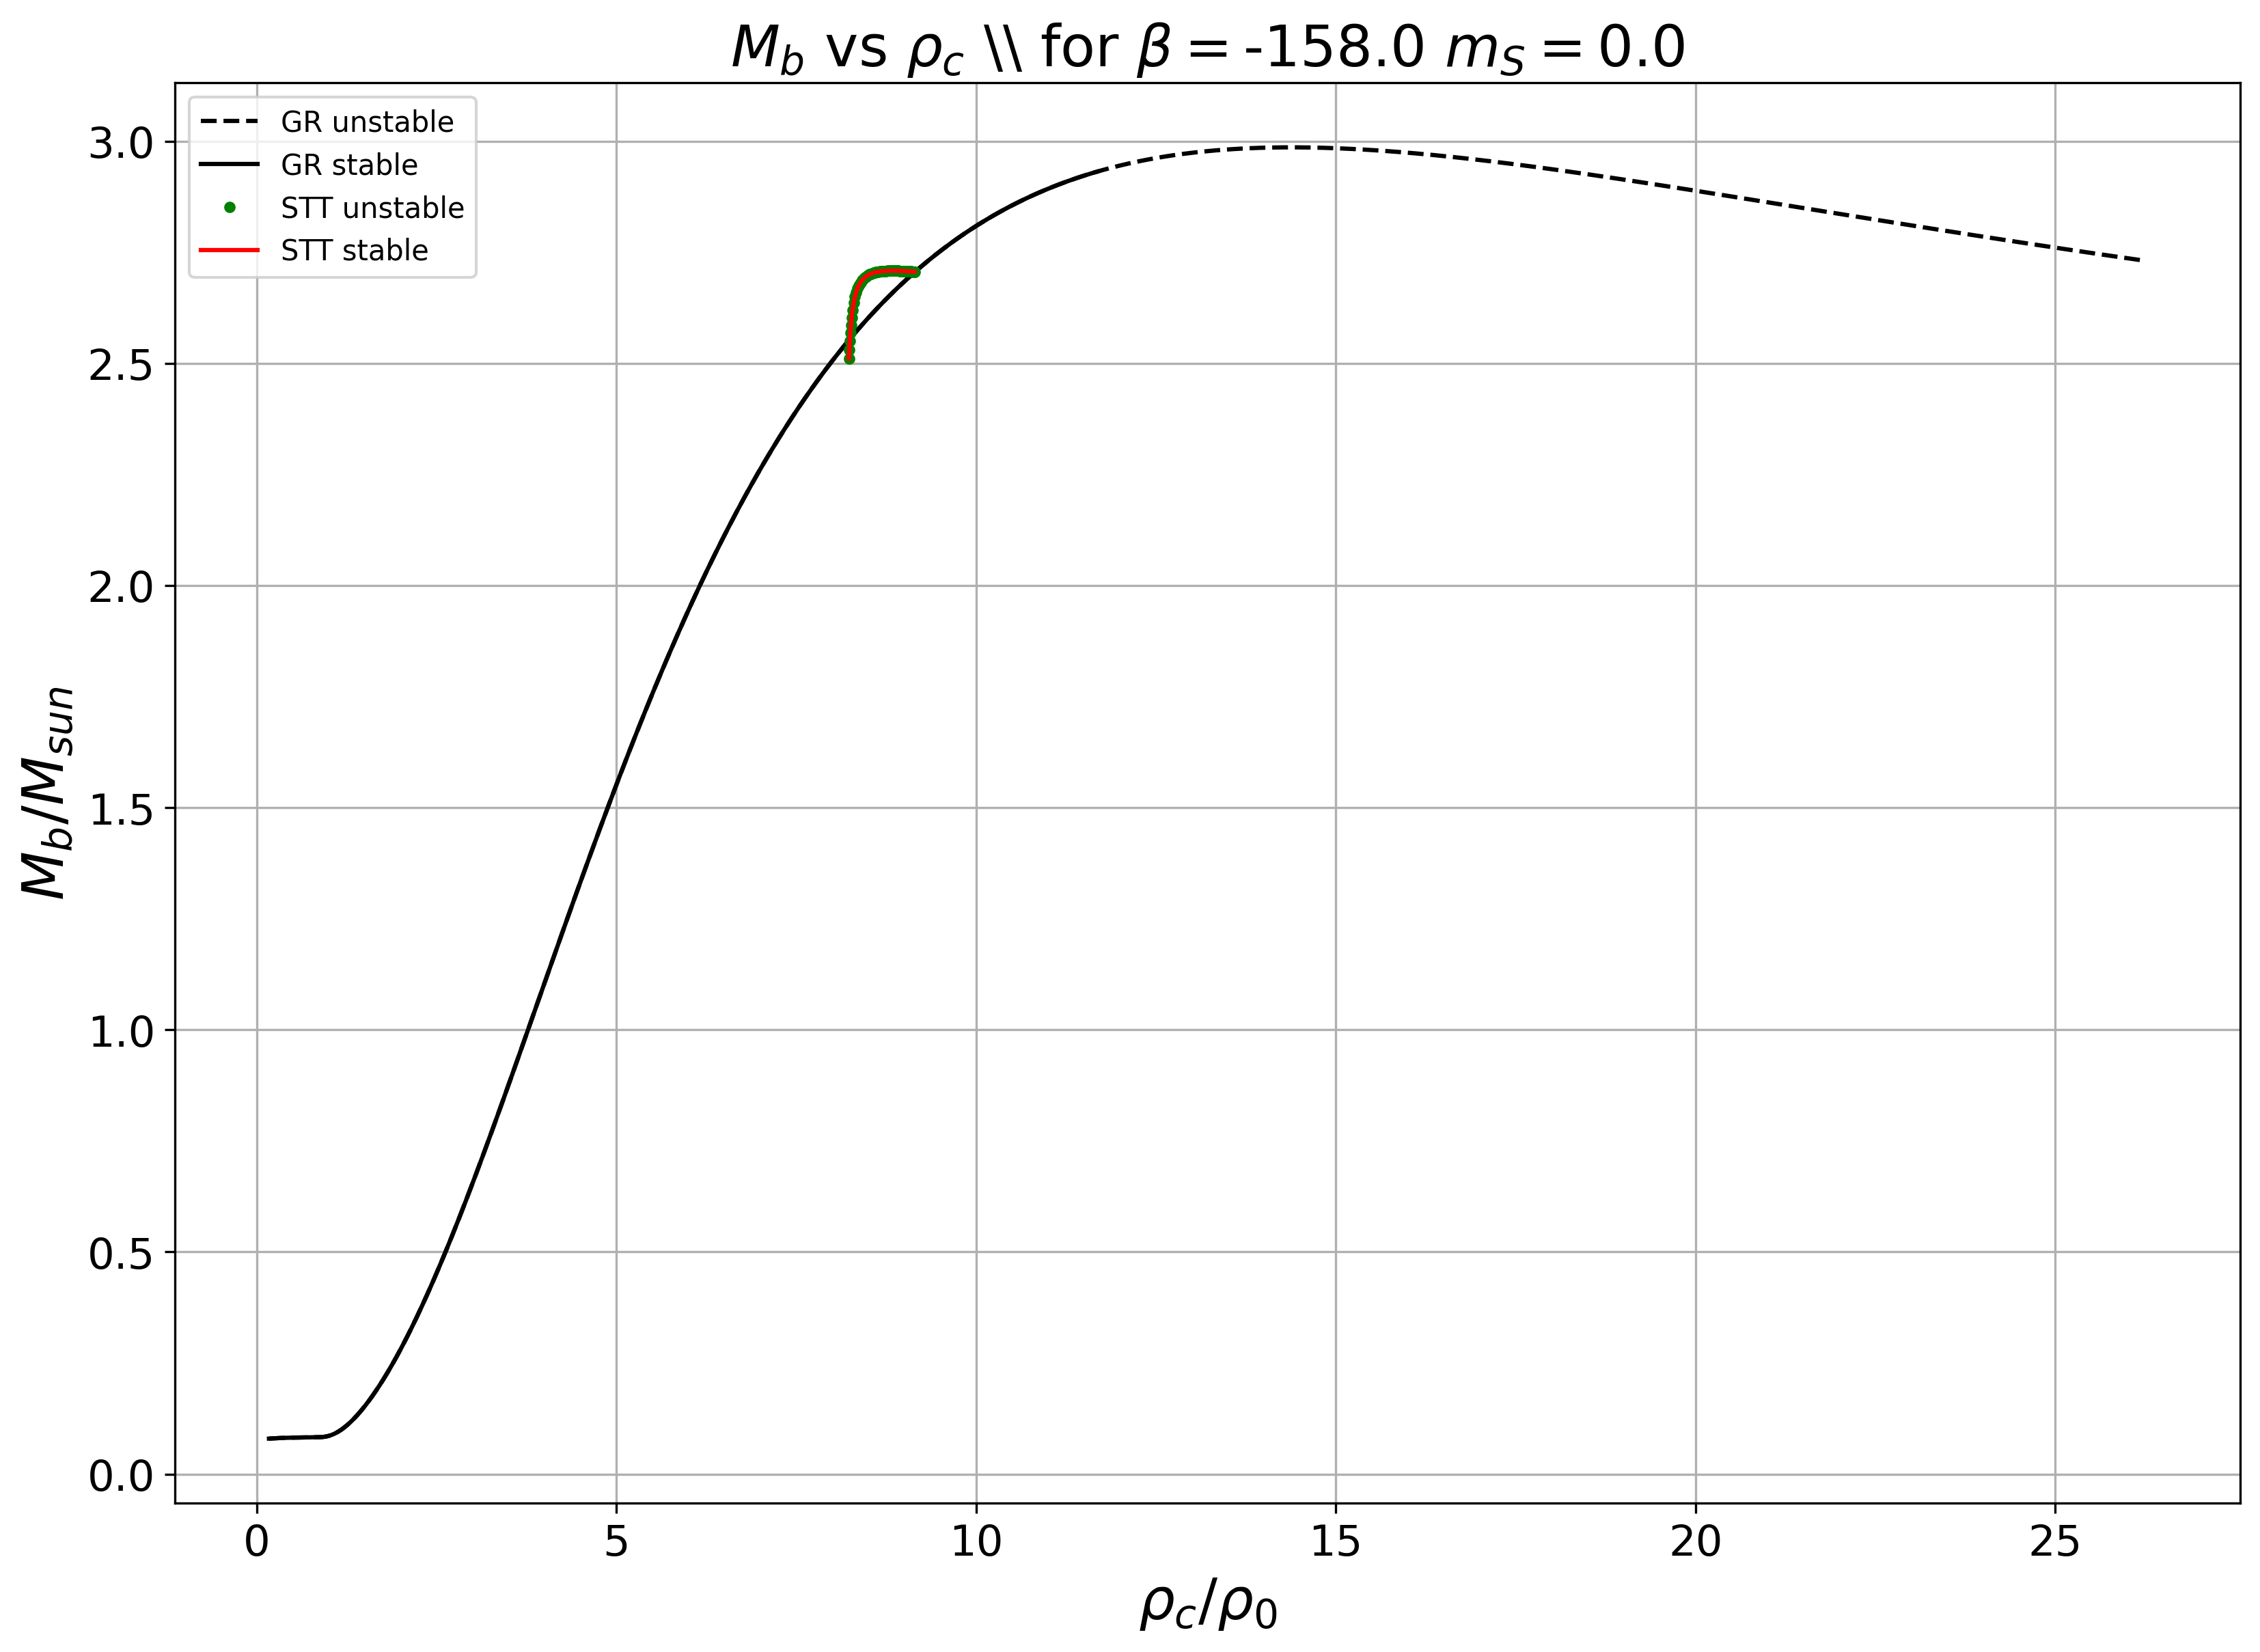 M_b vs ρ_c \\ for β = -158.0 m_S = 0.0
GR unstable
GR stable
STT unstable
STT stable
3.0
2.5
2.0
1.5
1.0
0.5
0.0
M_b/M_sun
0 5 10 15 20 25
ρ_c/ρ_0